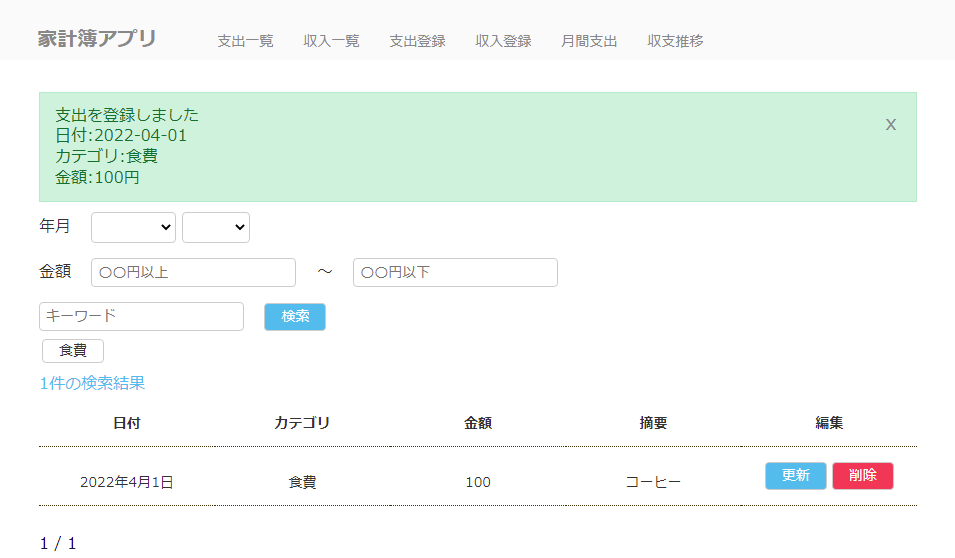 家計簿アプリ 支出一覧 収入一覧 支出登録 収入登録 月間支出 収支推移
支出を登録しました x
日付:2022-04-01
カテゴリ:食費
金額:100円
年月
金額 〇〇円以上 ～ 〇〇円以下
キーワード 検索
食費
1件の検索結果
日付 カテゴリ 金額 摘要 編集
2022年4月1日 食費 100 コーヒー 更新 削除
1 / 1